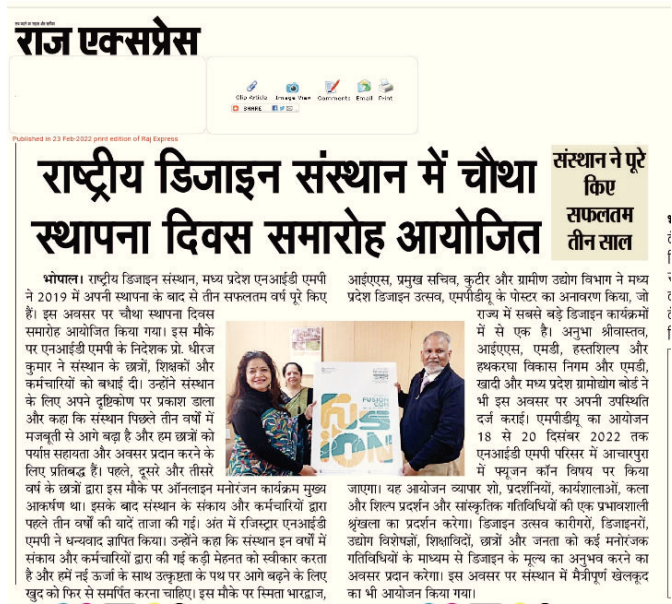 राज एक्सप्रेस
Clip Article Image View Comments Email Print
SHARE
Published in 23 Feb-2022 print edition of Raj Express
राष्ट्रीय डिजाइन संस्थान में चौथा
स्थापना दिवस समारोह आयोजित
संस्थान ने पूरे
किए
सफलतम
तीन साल
भोपाल। राष्ट्रीय डिजाइन संस्थान, मध्य प्रदेश एनआईडी एमपी
ने 2019 में अपनी स्थापना के बाद से तीन सफलतम वर्ष पूरे किए
हैं। इस अवसर पर चौथा स्थापना दिवस
समारोह आयोजित किया गया। इस मौके
पर एनआईडी एमपी के निदेशक प्रो. धीरज
कुमार ने संस्थान के छात्रों, शिक्षकों और
कर्मचारियों को बधाई दी। उन्होंने संस्थान
के लिए अपने दृष्टिकोण पर प्रकाश डाला
और कहा कि संस्थान पिछले तीन वर्षों में
मजबूती से आगे बढ़ा है और हम छात्रों को
पर्याप्त सहायता और अवसर प्रदान करने के
लिए प्रतिबद्ध हैं। पहले, दूसरे और तीसरे
वर्ष के छात्रों द्वारा इस मौके पर ऑनलाइन मनोरंजन कार्यक्रम मुख्य
आकर्षण था। इसके बाद संस्थान के संकाय और कर्मचारियों द्वारा
पहले तीन वर्षों की यादें ताजा की गई। अंत में रजिस्ट्रार एनआईडी
एमपी ने धन्यवाद ज्ञापित किया। उन्होंने कहा कि संस्थान इन वर्षों में
संकाय और कर्मचारियों द्वारा की गई कड़ी मेहनत को स्वीकार करता
है और हमें नई ऊर्जा के साथ उत्कृष्टता के पथ पर आगे बढ़ने के लिए
खुद को फिर से समर्पित करना चाहिए। इस मौके पर स्मिता भारद्वाज,
आईएएस, प्रमुख सचिव, कुटीर और ग्रामीण उद्योग विभाग ने मध्य
प्रदेश डिजाइन उत्सव, एमपीडीयू के पोस्टर का अनावरण किया, जो
राज्य में सबसे बड़े डिजाइन कार्यक्रमों
में से एक है। अनुभा श्रीवास्तव,
आईएएस, एमडी, हस्तशिल्प और
हथकरघा विकास निगम और एमडी,
खादी और मध्य प्रदेश ग्रामोद्योग बोर्ड ने
भी इस अवसर पर अपनी उपस्थिति
दर्ज कराई। एमपीडीयू का आयोजन
18 से 20 दिसंबर 2022 तक
एनआईडी एमपी परिसर में आचारपुरा
में फ्यूजन कॉन विषय पर किया
जाएगा। यह आयोजन व्यापार शो, प्रदर्शनियों, कार्यशालाओं, कला
और शिल्प प्रदर्शन और सांस्कृतिक गतिविधियों की एक प्रभावशाली
श्रृंखला का प्रदर्शन करेगा। डिजाइन उत्सव कारीगरों, डिजाइनरों,
उद्योग विशेषज्ञों, शिक्षाविदों, छात्रों और जनता को कई मनोरंजक
गतिविधियों के माध्यम से डिजाइन के मूल्य का अनुभव करने का
अवसर प्रदान करेगा। इस अवसर पर संस्थान में मैत्रीपूर्ण खेलकूद
का भी आयोजन किया गया।
FUSION
CON